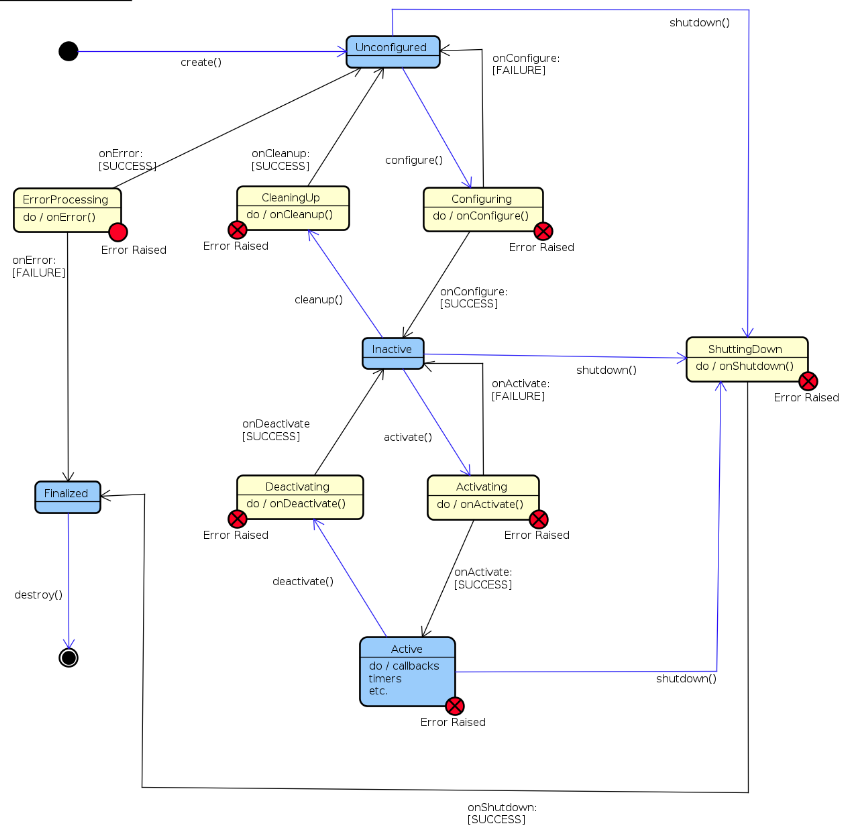 shutdown()
Unconfigured
create()
onConfigure:
[FAILURE]
onError:
[SUCCESS]
onCleanup:
[SUCCESS]
configure()
ErrorProcessing
do / onError()
Error Raised
CleaningUp
do / onCleanup()
Error Raised
Configuring
do / onConfigure()
Error Raised
onError:
[FAILURE]
cleanup()
onConfigure:
[SUCCESS]
Inactive
shutdown()
ShuttingDown
do / onShutdown()
Error Raised
onActivate:
[FAILURE]
onDeactivate
[SUCCESS]
activate()
Finalized
Deactivating
do / onDeactivate()
Error Raised
Activating
do / onActivate()
Error Raised
destroy()
deactivate()
onActivate:
[SUCCESS]
Active
do / callbacks
timers
etc.
Error Raised
shutdown()
onShutdown:
[SUCCESS]